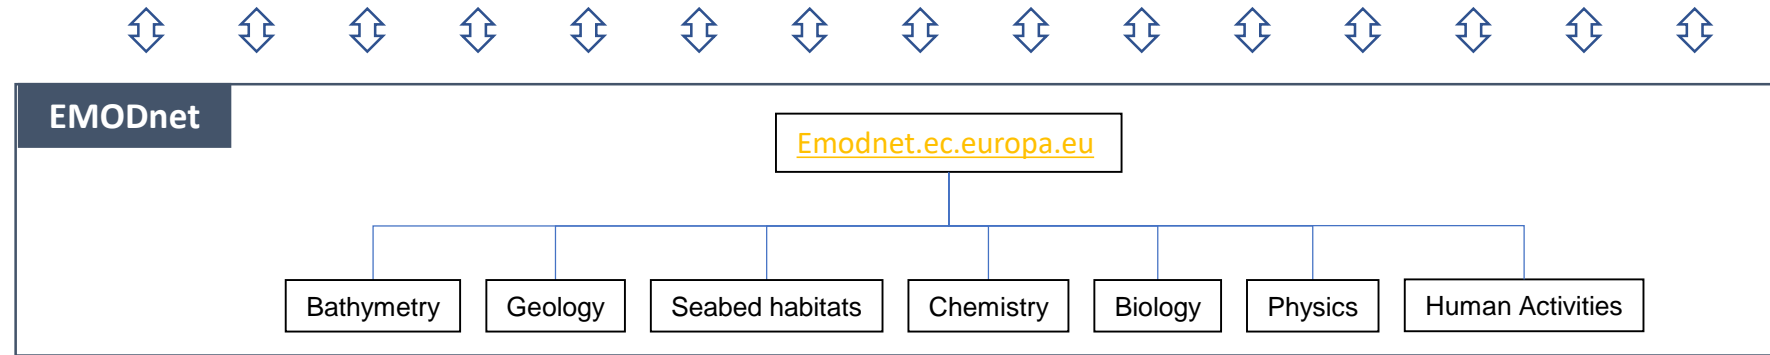 EMODnet
Emodnet.ec.europa.eu
Bathymetry
Geology
Seabed habitats
Chemistry
Biology
Physics
Human Activities